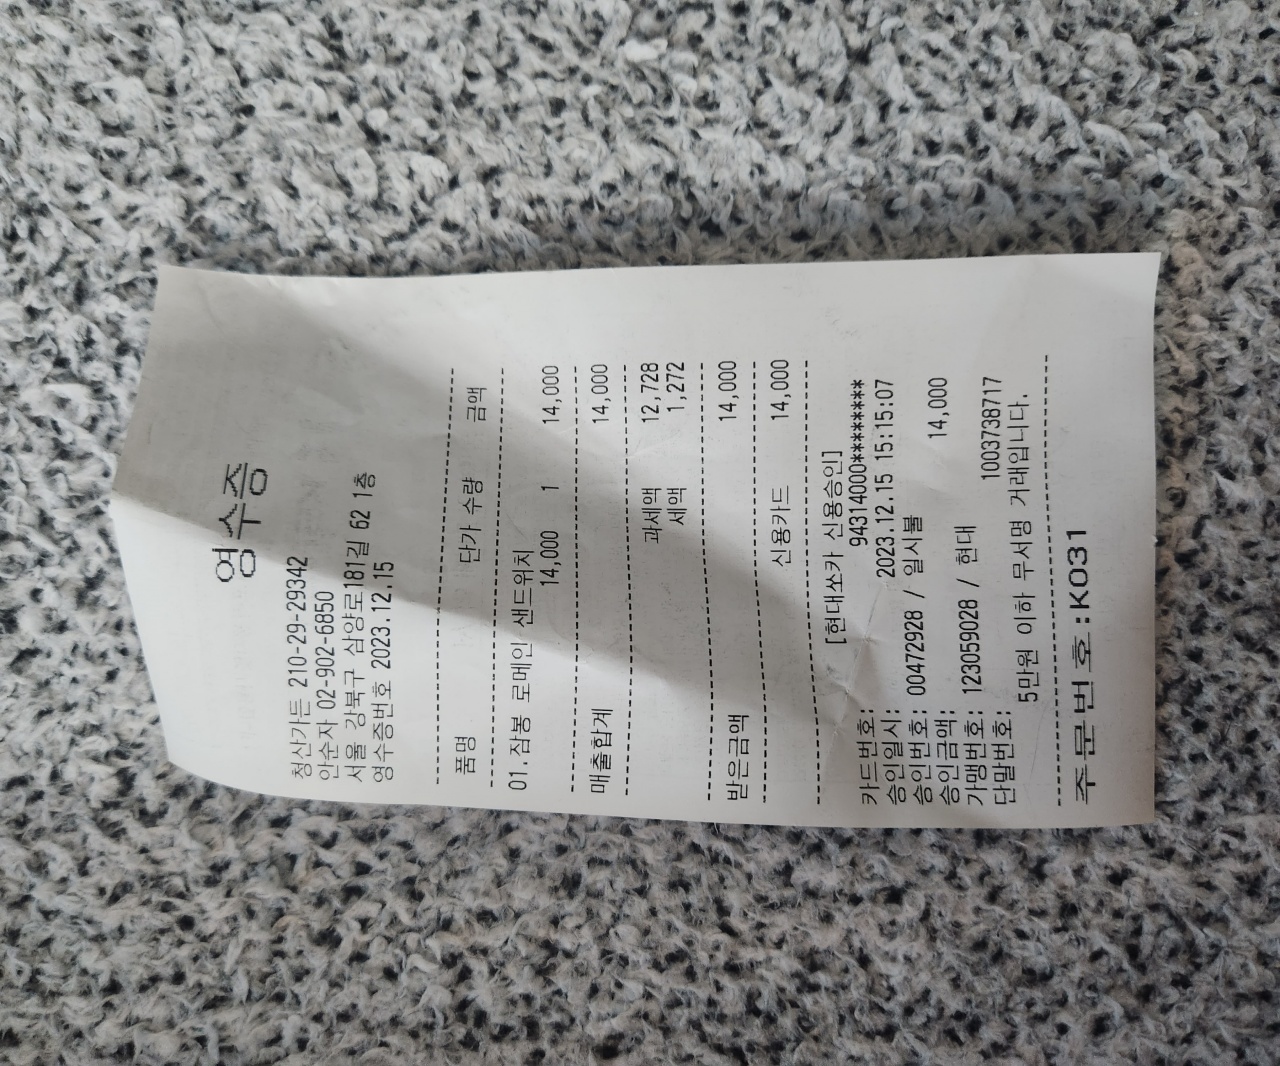 영수증
청산가든 210-29-29342
안순자 02-902-6850
서울 강북구 삼양로181길 62 1층
영수증번호 2023.12.15
품명 단가 수량 금액
01. 잠봉 로메인 샌드위치
14,000 1 14,000
매출합계 14,000
과세액 12,728
세액 1,272
받은금액 14,000
신용카드 14,000
[현대쏘카 신용승인]
카드번호: 94314000********
승인일시: 2023.12.15 15:15:07
승인번호: 00472928 / 일시불
승인금액: 14,000
가맹번호: 123059028 / 현대
단말번호: 1003738717
5만원 이하 무서명 거래입니다.
주문번호:K031